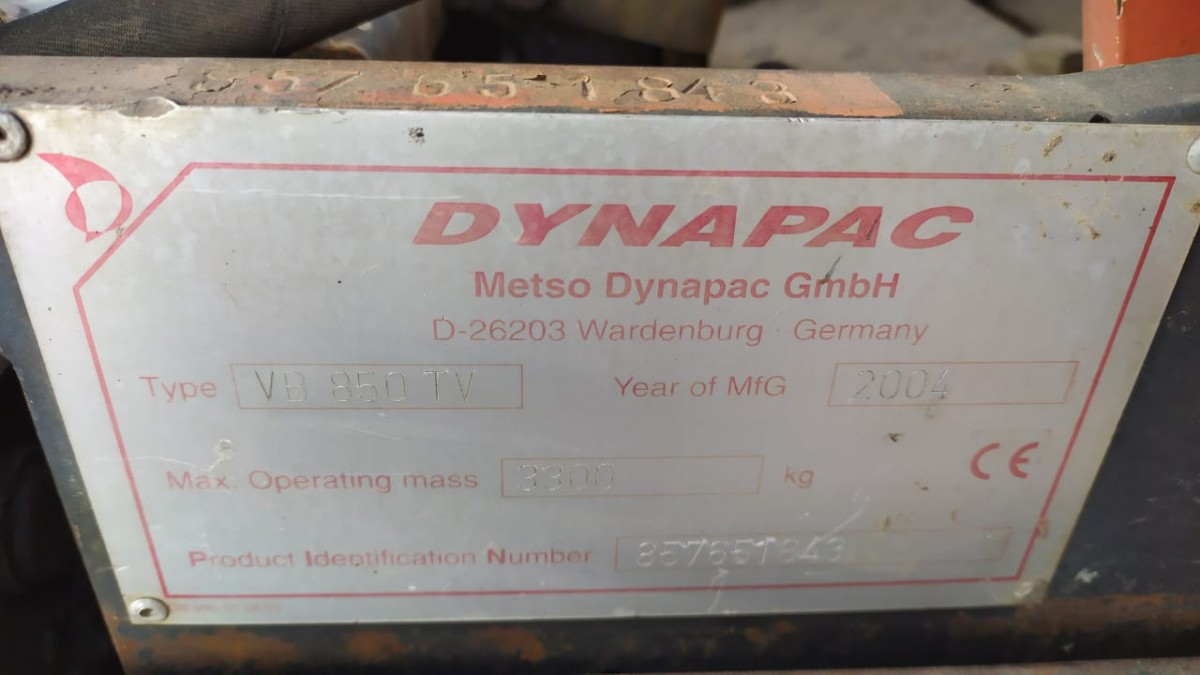 857651843
DYNAPAC
Metso Dynapac GmbH
D-26203 Wardenburg · Germany
Type VB 850 TV Year of MfG 2004
Max. Operating mass 3300 kg
CE
Product Identification Number 857651843